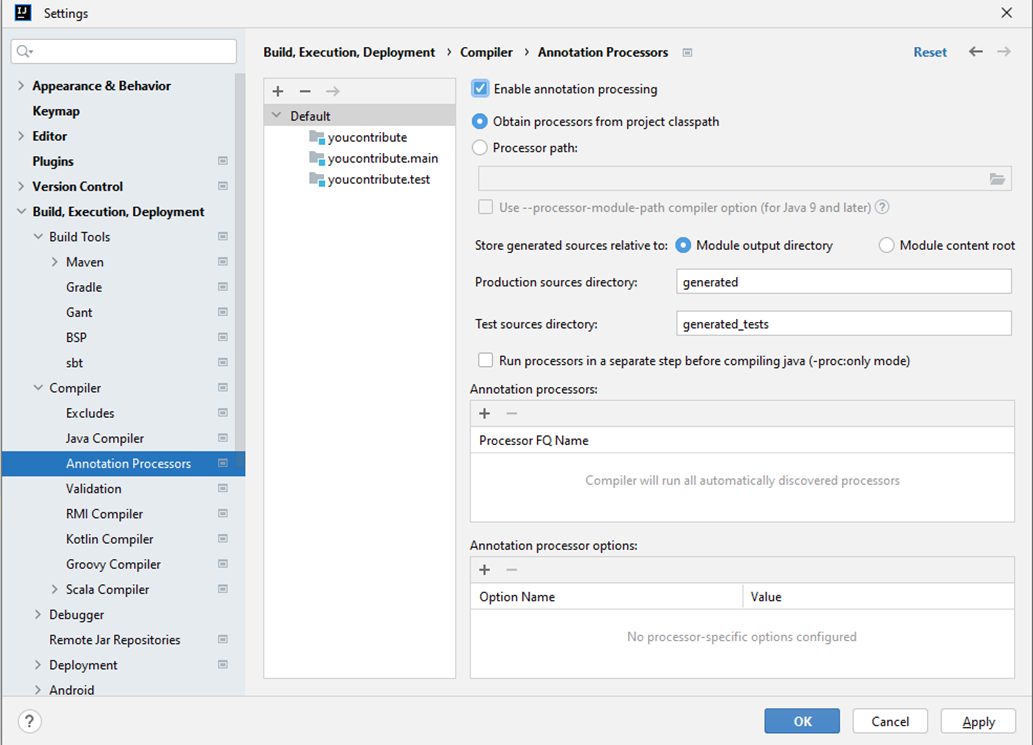 Settings
Appearance & Behavior
Keymap
Editor
Plugins
Version Control
Build, Execution, Deployment
Build Tools
Maven
Gradle
Gant
BSP
sbt
Compiler
Excludes
Java Compiler
Annotation Processors
Validation
RMI Compiler
Kotlin Compiler
Groovy Compiler
Scala Compiler
Debugger
Remote Jar Repositories
Deployment
Android
Build, Execution, Deployment › Compiler › Annotation Processors
Reset
Default
youcontribute
youcontribute.main
youcontribute.test
Enable annotation processing
Obtain processors from project classpath
Processor path:
Use --processor-module-path compiler option (for Java 9 and later) ?
Store generated sources relative to: Module output directory Module content root
Production sources directory: generated
Test sources directory: generated_tests
Run processors in a separate step before compiling java (-proc:only mode)
Annotation processors:
Processor FQ Name
Compiler will run all automatically discovered processors
Annotation processor options:
Option Name Value
No processor-specific options configured
? OK Cancel Apply